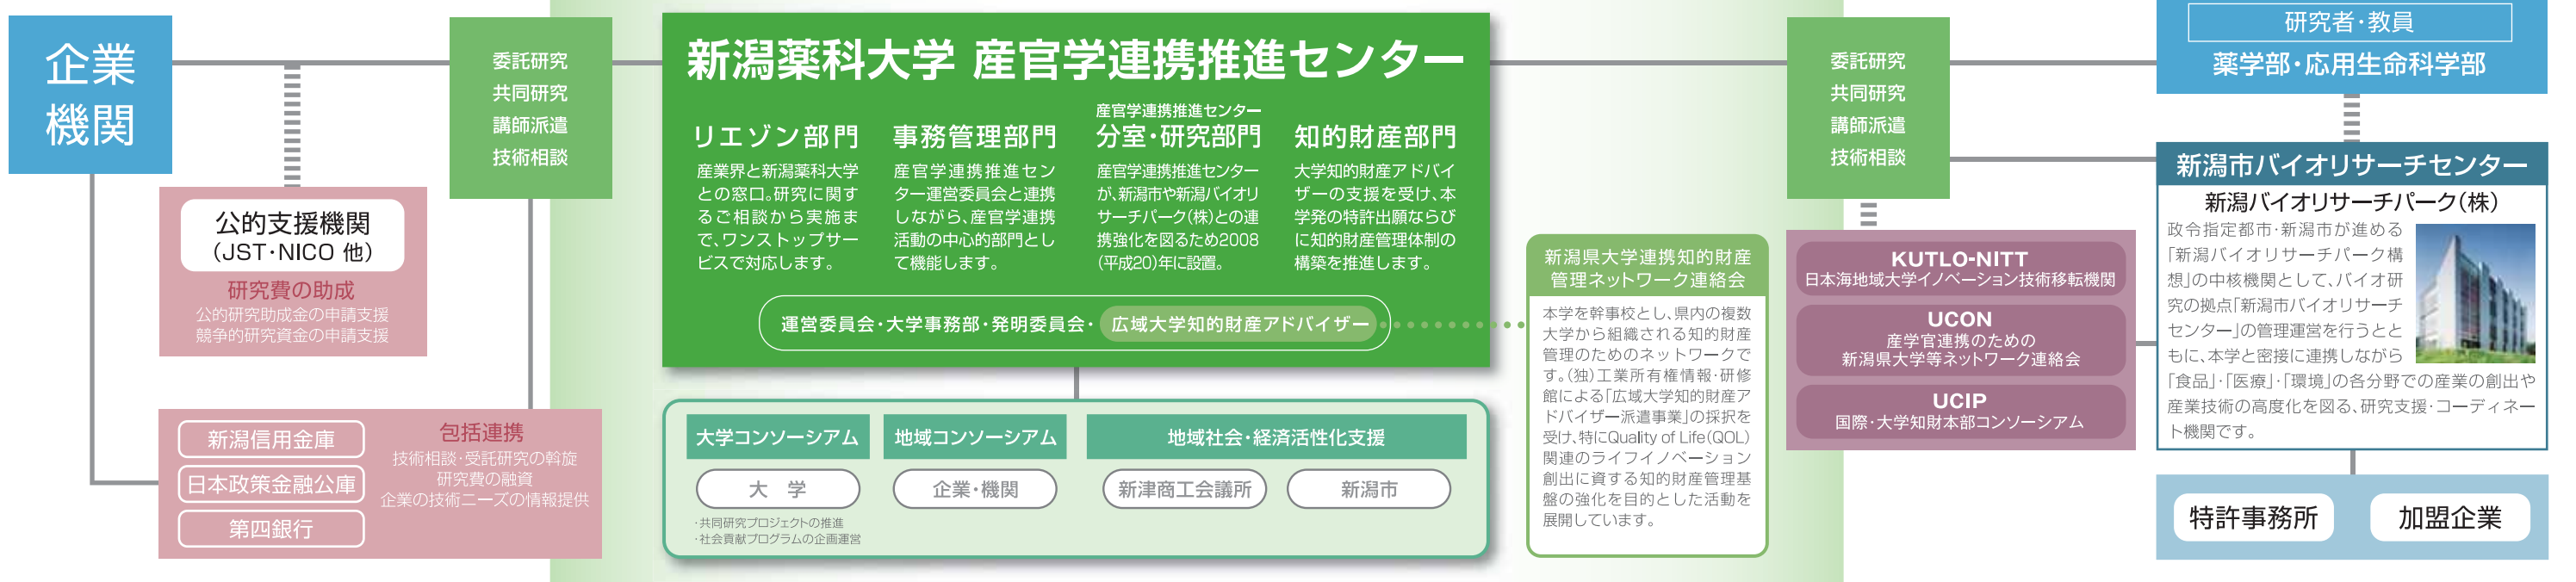 企業
機関
公的支援機関
（JST・NICO 他）
研究費の助成
公的研究助成金の申請支援
競争的研究資金の申請支援
委託研究
共同研究
講師派遣
技術相談
新潟信用金庫
日本政策金融公庫
第四銀行
包括連携
技術相談・受託研究の斡旋
研究費の融資
企業の技術ニーズの情報提供
新潟薬科大学 産官学連携推進センター
リエゾン部門
産業界と新潟薬科大学
との窓口。研究に関す
るご相談から実施ま
で、ワンストップサー
ビスで対応します。
事務管理部門
産官学連携推進セン
ター運営委員会と連携
しながら、産官学連携
活動の中心的部門とし
て機能します。
産官学連携推進センター
分室・研究部門
産官学連携推進センター
が、新潟市や新潟バイオリ
サーチパーク（株）との連
携強化を図るため2008
（平成20）年に設置。
知的財産部門
大学知的財産アドバイ
ザーの支援を受け、本
学発の特許出願ならび
に知的財産管理体制の
構築を推進します。
運営委員会・大学事務部・発明委員会・ 広域大学知的財産アドバイザー
大学コンソーシアム
大 学
・共同研究プロジェクトの推進
・社会貢献プログラムの企画運営
地域コンソーシアム
企業・機関
地域社会・経済活性化支援
新津商工会議所
新潟市
新潟県大学連携知的財産
管理ネットワーク連絡会
本学を幹事校とし、県内の複数
大学から組織される知的財産
管理のためのネットワークで
す。（独）工業所有権情報・研修
館による「広域大学知的財産ア
ドバイザー派遣事業」の採択を
受け、特にQuality of Life（QOL）
関連のライフイノベーション
創出に資する知的財産管理基
盤の強化を目的とした活動を
展開しています。
委託研究
共同研究
講師派遣
技術相談
KUTLO-NITT
日本海地域大学イノベーション技術移転機関
UCON
産学官連携のための
新潟県大学等ネットワーク連絡会
UCIP
国際・大学知財本部コンソーシアム
研究者・教員
薬学部・応用生命科学部
新潟市バイオリサーチセンター
新潟バイオリサーチパーク（株）
政令指定都市・新潟市が進める
「新潟バイオリサーチパーク構
想」の中核機関として、バイオ研
究の拠点「新潟市バイオリサーチ
センター」の管理運営を行うとと
もに、本学と密接に連携しながら
「食品」・「医療」・「環境」の各分野での産業の創出や
産業技術の高度化を図る、研究支援・コーディネー
ト機関です。
特許事務所
加盟企業